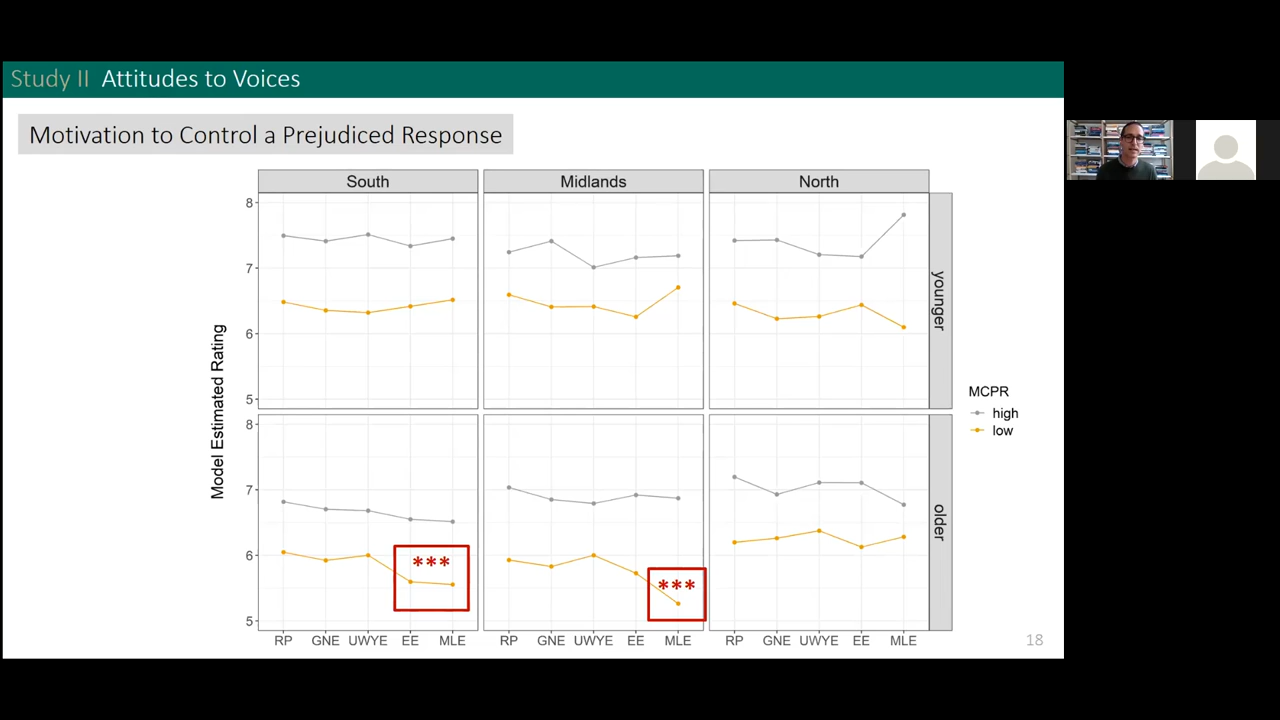 Study II Attitudes to Voices
Motivation to Control a Prejudiced Response
South Midlands North
8
7
6
5
younger
8
7
6
5
older
Model Estimated Rating
*** ***
RP GNE UWYE EE MLE RP GNE UWYE EE MLE RP GNE UWYE EE MLE
MCPR
high
low
18